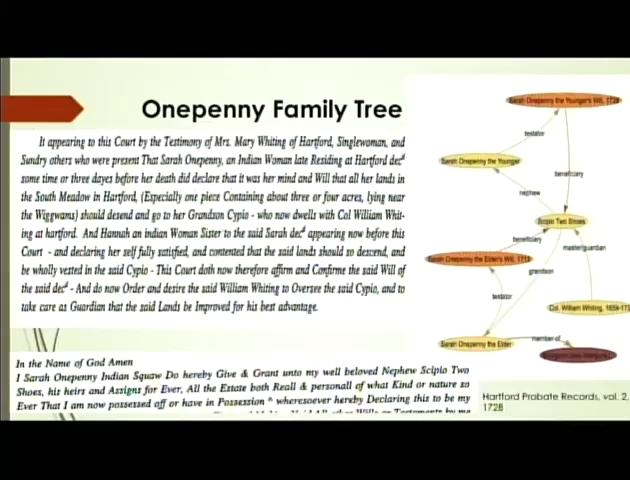 Onepenny Family Tree
It appearing to this Court by the Testimony of Mrs. Mary Whiting of Hartford, Singlewoman, and
Sundry others who were present That Sarah Onepenny, an Indian Woman late Residing at Hartford decd
some time or three days before her death did declare that it was her mind and Will that all her lands in
the South Meadow in Hartford, (Especially one piece Containing about three or four acres, lying near
the Wiggwams) should desend and go to her Grandson Cypio - who now dwells with Col William Whit-
ing at hartford. And Hannah an indian Woman Sister to the said Sarah decd appearing now before this
Court - and declaring her self fully satisfied, and contented that the said lands should so descend, and
be wholly vested in the said Cypio - This Court doth now therefore affirm and Confirme the said Will of
the said decd - And do now Order and desire the said William Whiting to Oversee the said Cypio, and to
take care as Guardian that the said Lands be Improved for his best advantage.
In the Name of God Amen
I Sarah Onepenny Indian Squaw Do hereby Give & Grant unto my well beloved Nephew Scipio Two
Shoes, his heirs and Assigns for Ever, All the Estate both Reall & personall of what Kind or nature so
Ever That I am now possessed off or have in Possession ^ wheresoever hereby Declaring this to be my
Sarah Onepenny the Younger's Will, 1728
testator
Sarah Onepenny the Younger
beneficiary
nephew
Scipio Two Shoes
beneficiary
master/guardian
Sarah Onepenny the Elder's Will, 1713
grandson
testator
Col. William Whiting, 1659-17
Sarah Onepenny the Elder
member of
Hartford Probate Records, vol. 2,
1728